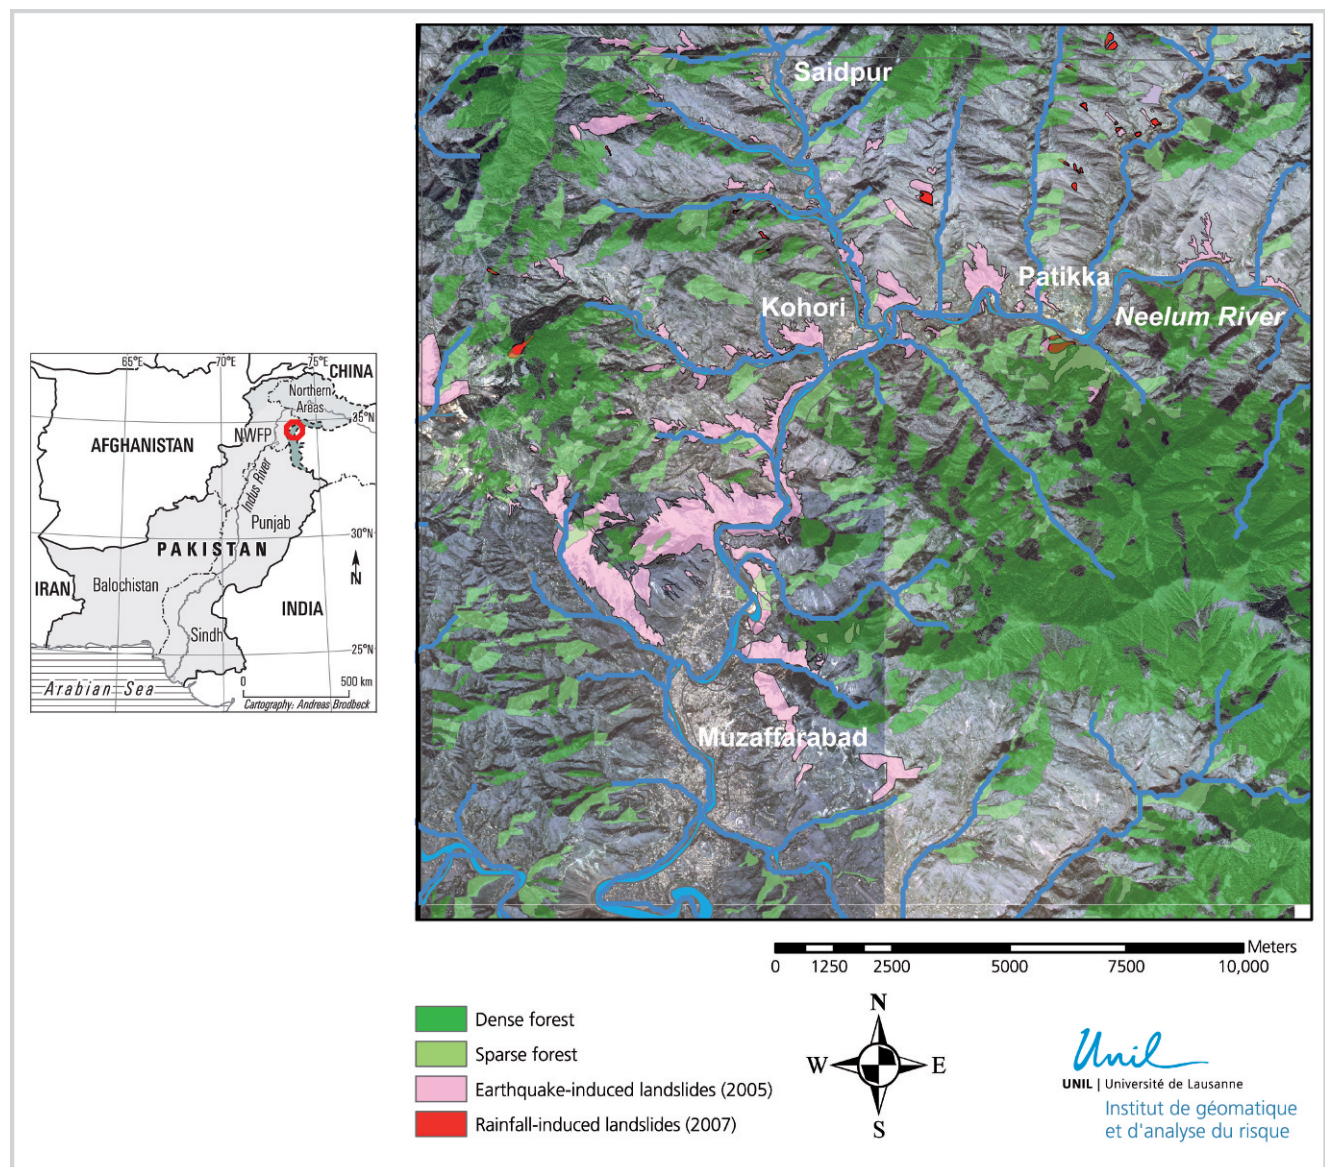 65°E
70°E
75°E
CHINA
Northern
Areas
35°N
NWFP
AFGHANISTAN
Indus River
Punjab
30°N
PAKISTAN
N
IRAN
Balochistan
INDIA
Sindh
25°N
Arabian Sea
0
500 km
Cartography: Andreas Brodbeck
Saidpur
Patikka
Kohori
Neelum River
Muzaffarabad
Meters
0
1250
2500
5000
7500
10,000
Dense forest
Sparse forest
Earthquake-induced landslides (2005)
Rainfall-induced landslides (2007)
N
W
E
S
Unil
UNIL | Université de Lausanne
Institut de géomatique
et d'analyse du risque